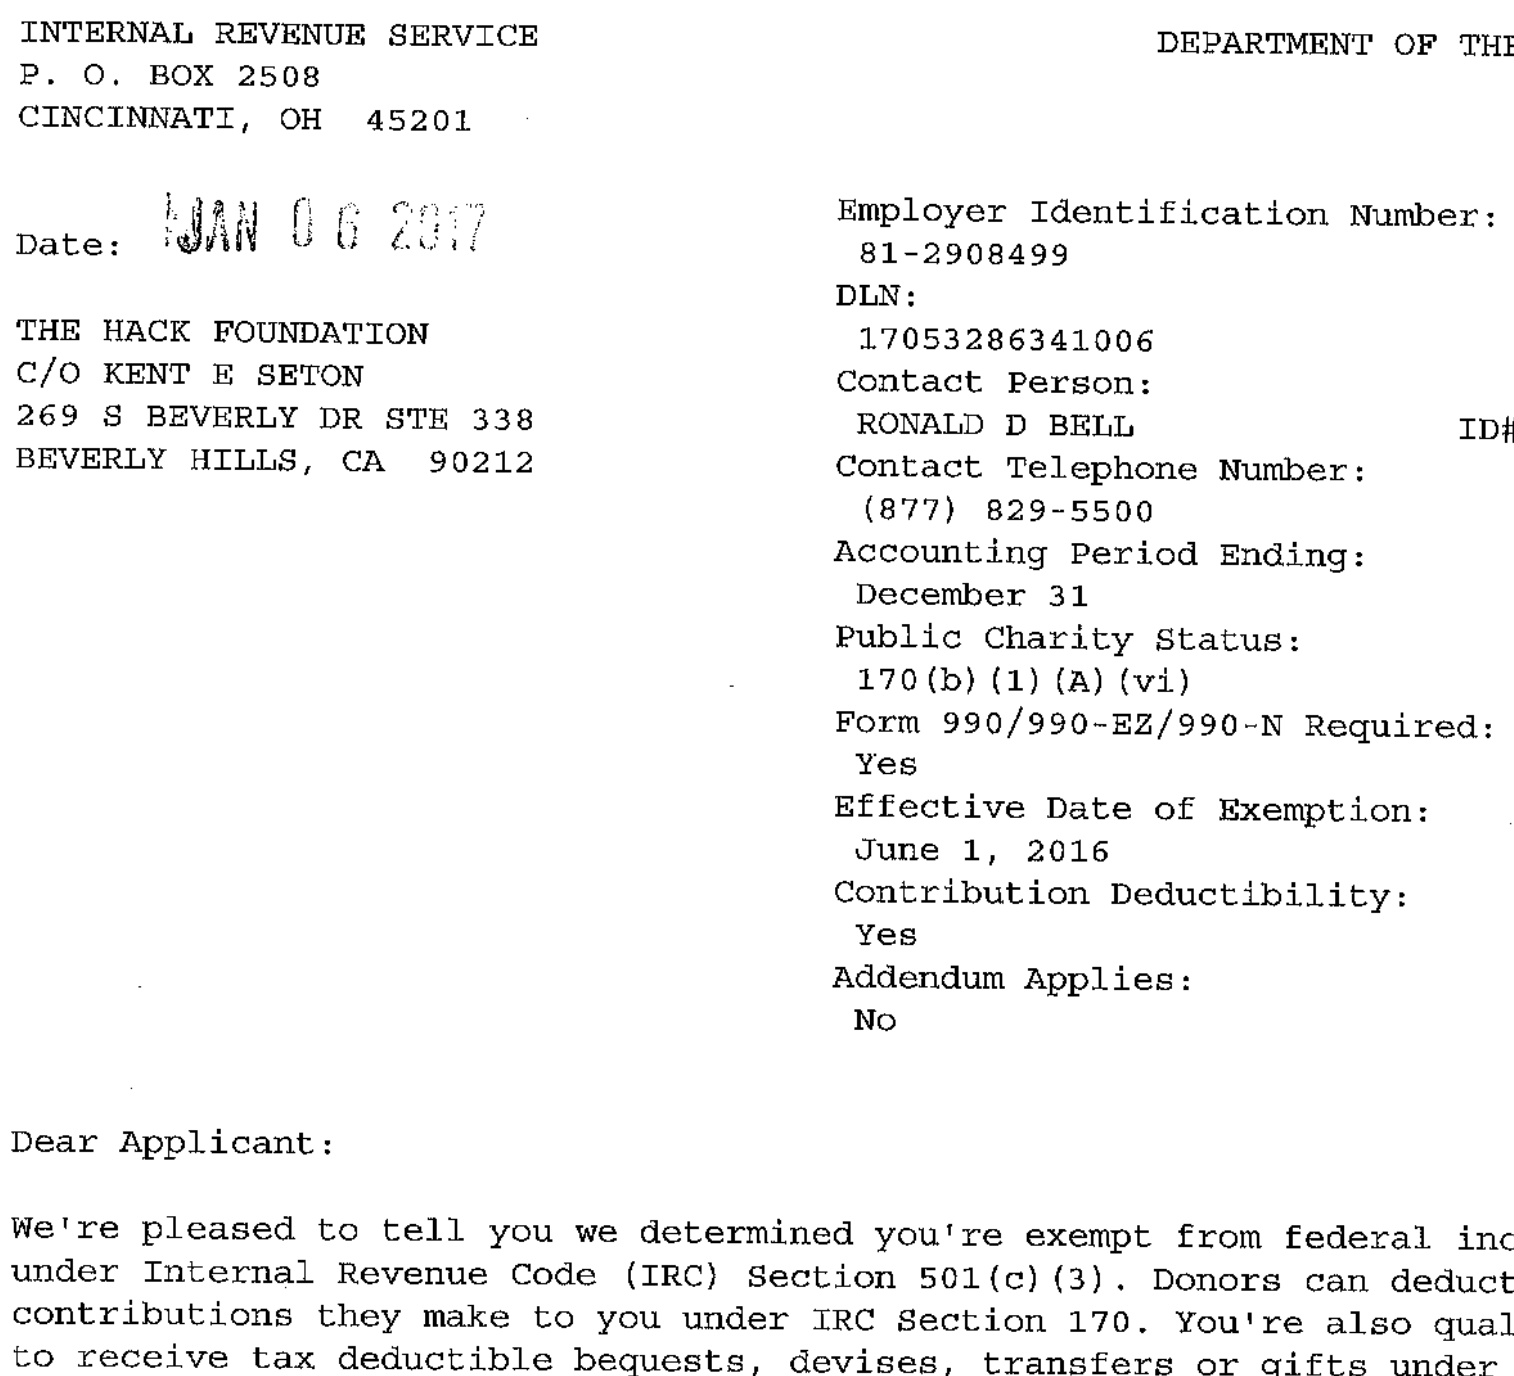 INTERNAL REVENUE SERVICE
P. O. BOX 2508
CINCINNATI, OH 45201
DEPARTMENT OF THE
Date: JAN 06 2017
THE HACK FOUNDATION
C/O KENT E SETON
269 S BEVERLY DR STE 338
BEVERLY HILLS, CA 90212
Employer Identification Number:
81-2908499
DLN:
17053286341006
Contact Person:
RONALD D BELL ID#
Contact Telephone Number:
(877) 829-5500
Accounting Period Ending:
December 31
Public Charity Status:
170(b)(1)(A)(vi)
Form 990/990-EZ/990-N Required:
Yes
Effective Date of Exemption:
June 1, 2016
Contribution Deductibility:
Yes
Addendum Applies:
No
Dear Applicant:
We're pleased to tell you we determined you're exempt from federal inc
under Internal Revenue Code (IRC) Section 501(c)(3). Donors can deduct
contributions they make to you under IRC Section 170. You're also qual
to receive tax deductible bequests, devises, transfers or gifts under